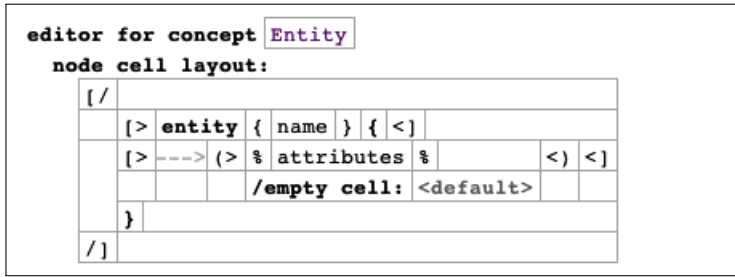 editor for concept Entity
node cell layout:
[/
[> entity { name } { <]
[> ---> (> % attributes % <) <]
/empty cell: <default>
}
/]